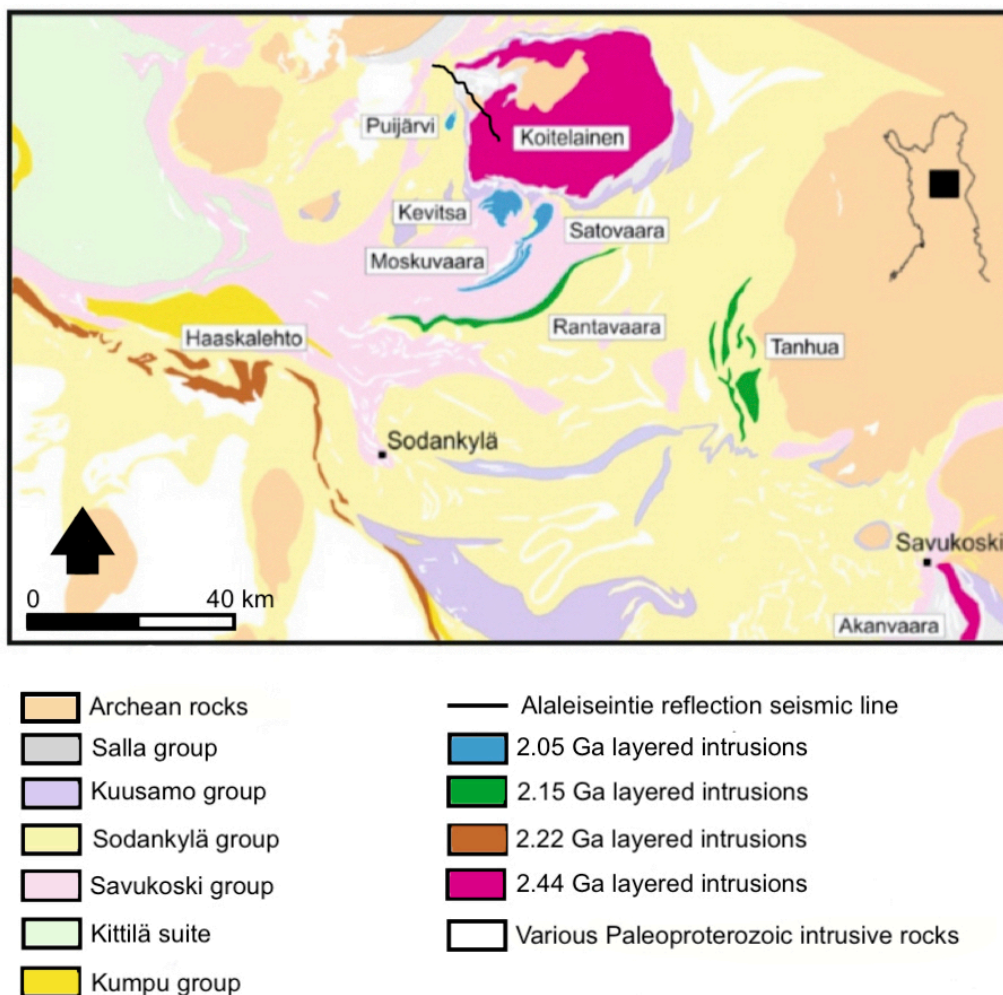 Puijärvi
Koitelainen
Kevitsa
Satovaara
Moskuvaara
Rantavaara
Haaskalehto
Tanhua
Sodankylä
Savukoski
0 40 km
Akanvaara
Archean rocks
Salla group
Kuusamo group
Sodankylä group
Savukoski group
Kittilä suite
Kumpu group
Alaleiseintie reflection seismic line
2.05 Ga layered intrusions
2.15 Ga layered intrusions
2.22 Ga layered intrusions
2.44 Ga layered intrusions
Various Paleoproterozoic intrusive rocks